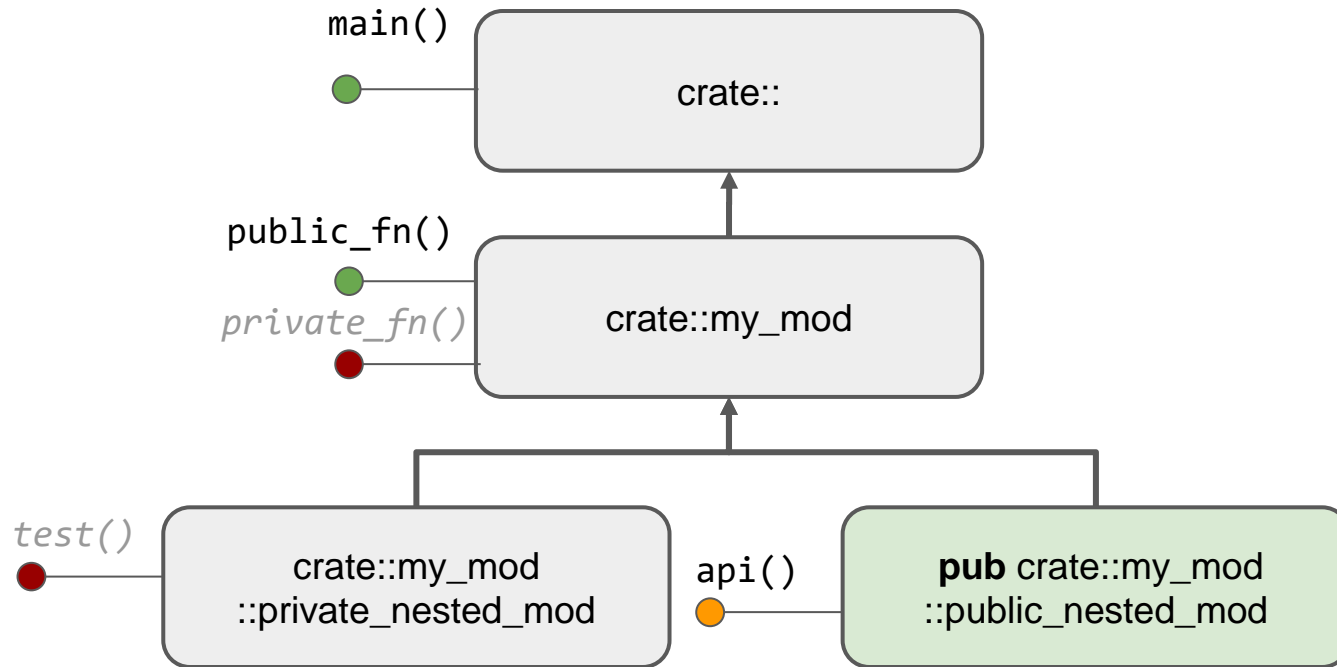 main()
crate::
public_fn()
private_fn()
crate::my_mod
test()
crate::my_mod
::private_nested_mod
api()
pub crate::my_mod
::public_nested_mod